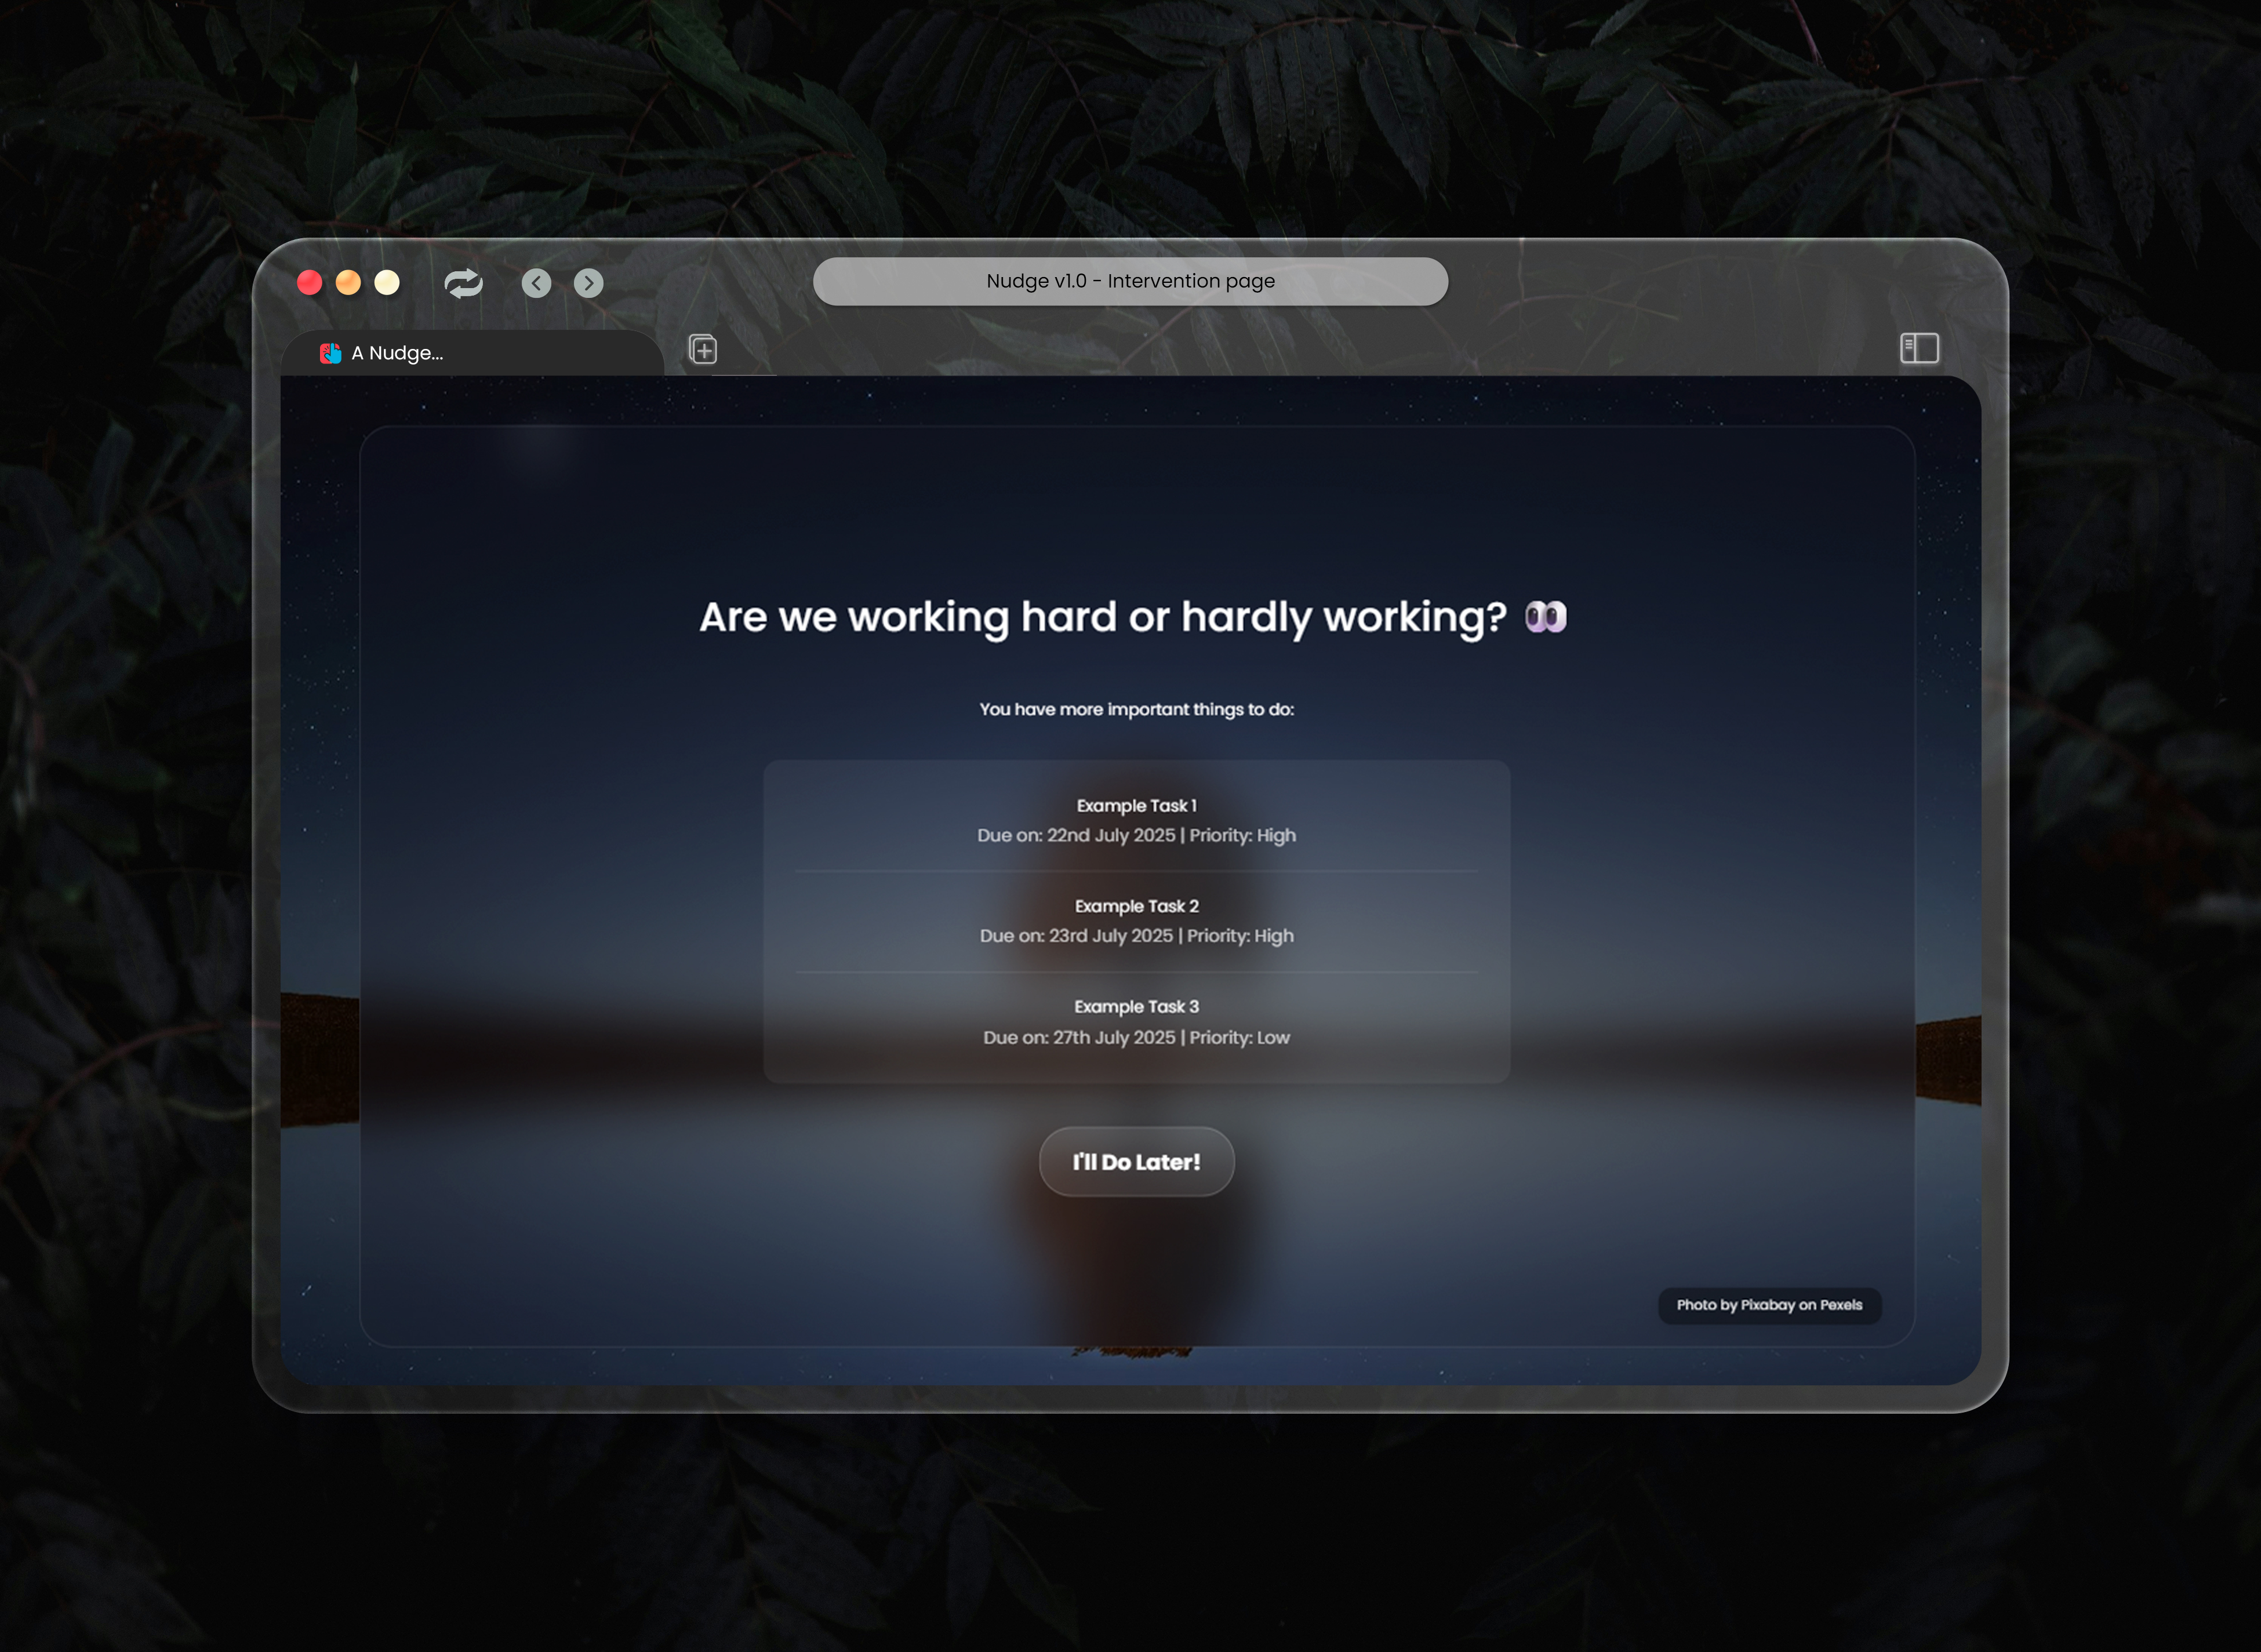 Nudge v1.0 - Intervention page
A Nudge...
Are we working hard or hardly working? 👀
You have more important things to do:
Example Task 1
Due on: 22nd July 2025 | Priority: High
Example Task 2
Due on: 23rd July 2025 | Priority: High
Example Task 3
Due on: 27th July 2025 | Priority: Low
I'll Do Later!
Photo by Pixabay on Pexels